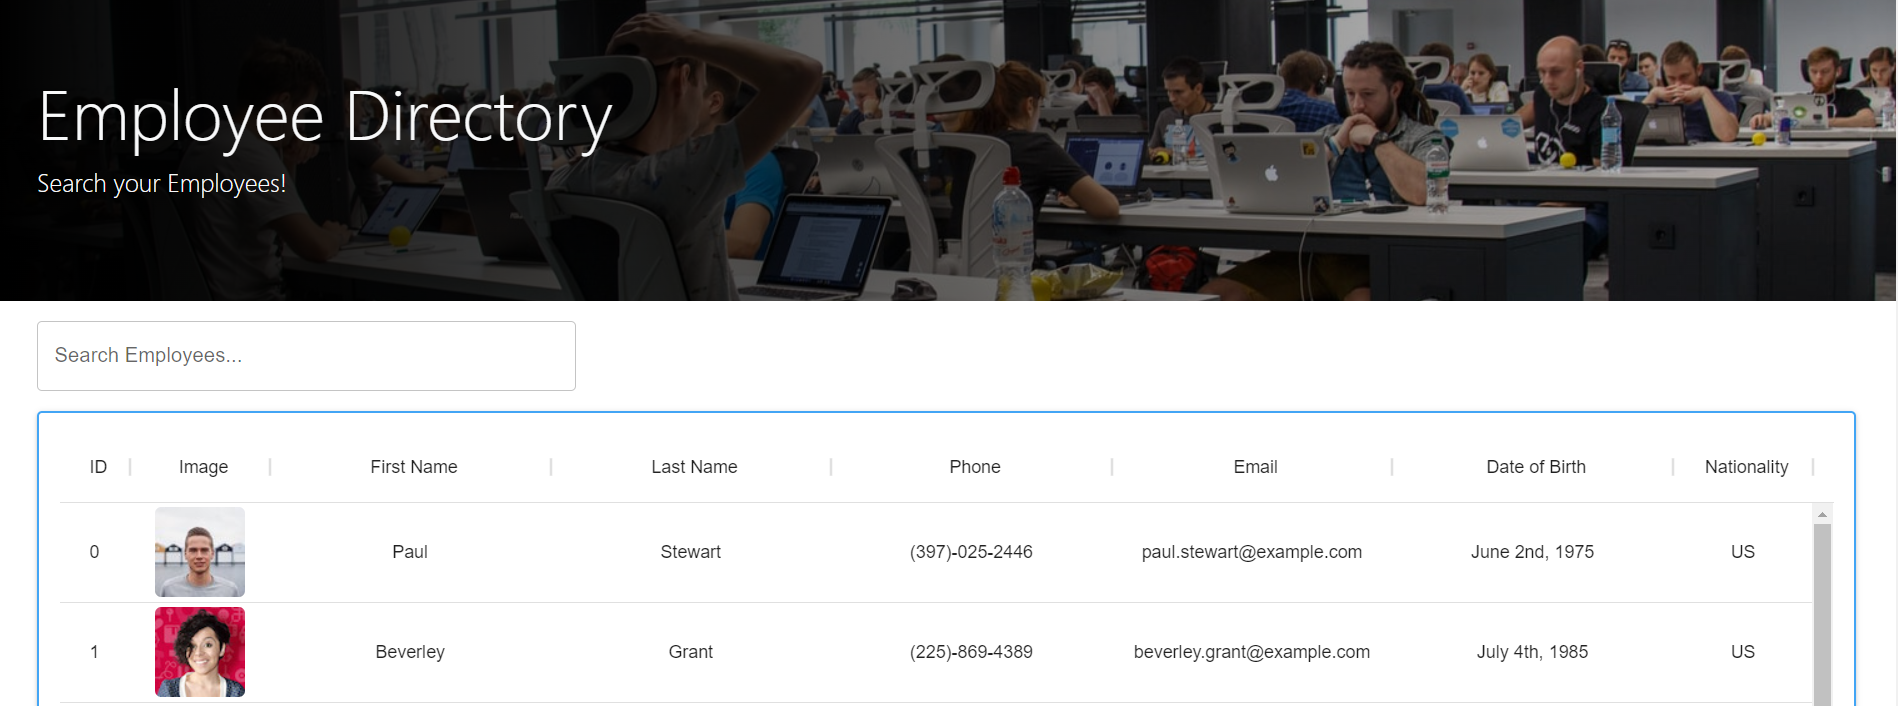 Employee Directory
Search your Employees!
Search Employees...
ID Image First Name Last Name Phone Email Date of Birth Nationality
0 Paul Stewart (397)-025-2446 paul.stewart@example.com June 2nd, 1975 US
1 Beverley Grant (225)-869-4389 beverley.grant@example.com July 4th, 1985 US